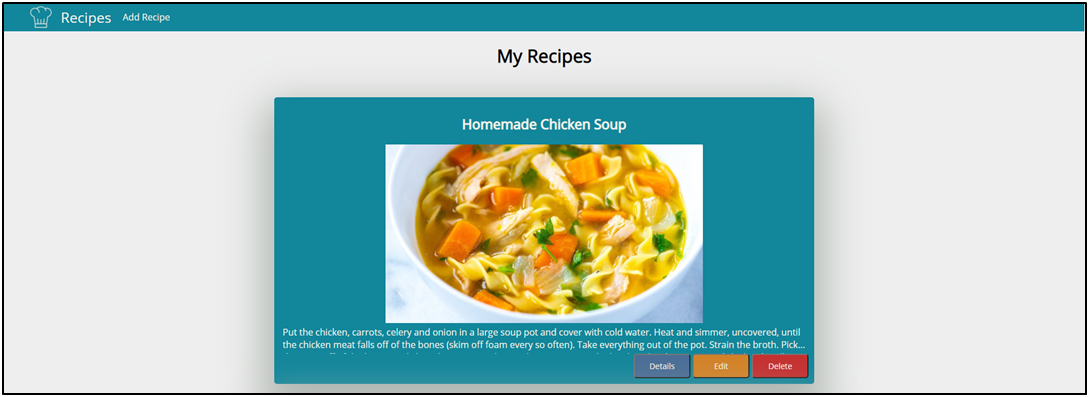 Recipes Add Recipe
My Recipes
Homemade Chicken Soup
Put the chicken, carrots, celery and onion in a large soup pot and cover with cold water. Heat and simmer, uncovered, until
the chicken meat falls off of the bones (skim off foam every so often). Take everything out of the pot. Strain the broth. Pick...
Details Edit Delete